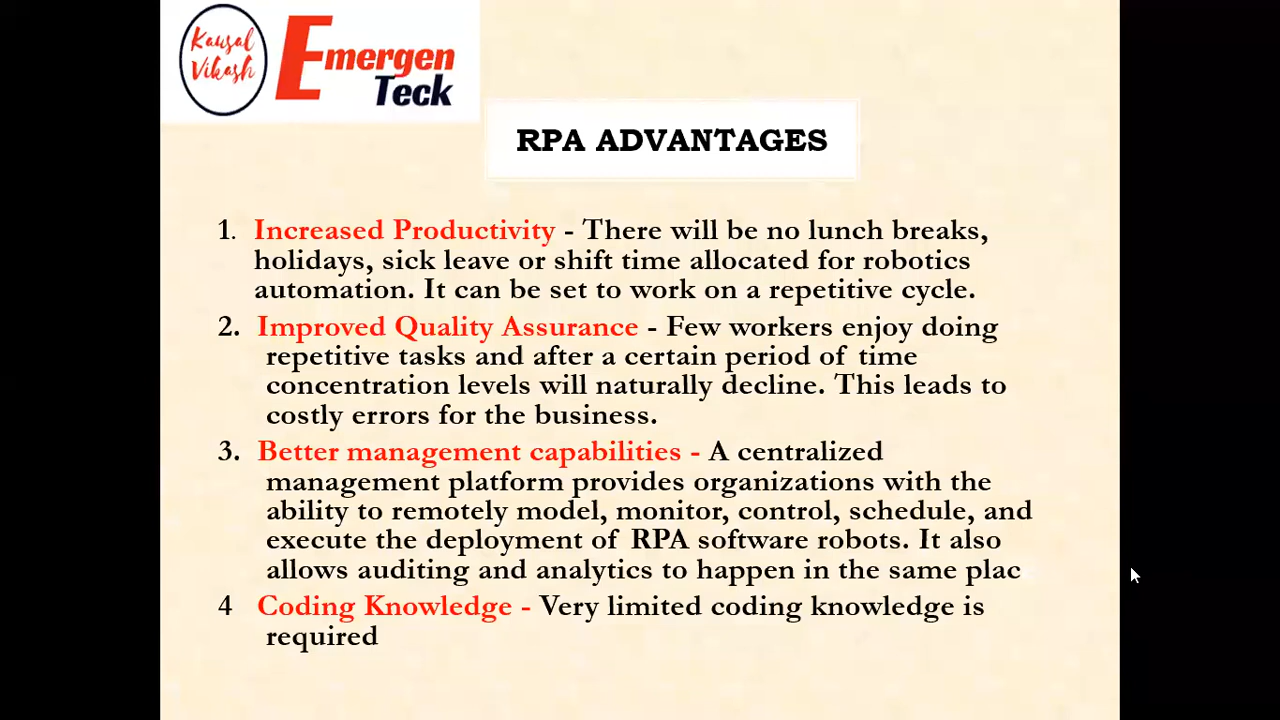 Kausal
Vikash
Emergen
Teck
RPA ADVANTAGES
1. Increased Productivity - There will be no lunch breaks,
holidays, sick leave or shift time allocated for robotics
automation. It can be set to work on a repetitive cycle.
2. Improved Quality Assurance - Few workers enjoy doing
repetitive tasks and after a certain period of time
concentration levels will naturally decline. This leads to
costly errors for the business.
3. Better management capabilities - A centralized
management platform provides organizations with the
ability to remotely model, monitor, control, schedule, and
execute the deployment of RPA software robots. It also
allows auditing and analytics to happen in the same plac
4 Coding Knowledge - Very limited coding knowledge is
required